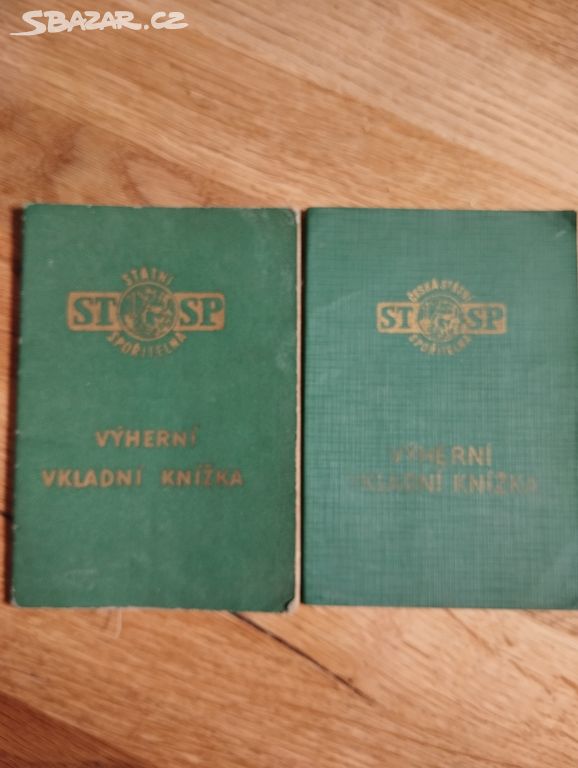 SBAZAR.CZ
STÁTNÍ
ST SP
SPOŘITELNA
VÝHERNÍ
VKLADNÍ KNÍŽKA
ČESKÁ STÁTNÍ
ST SP
SPOŘITELNA
VÝHERNÍ
VKLADNÍ KNÍŽKA